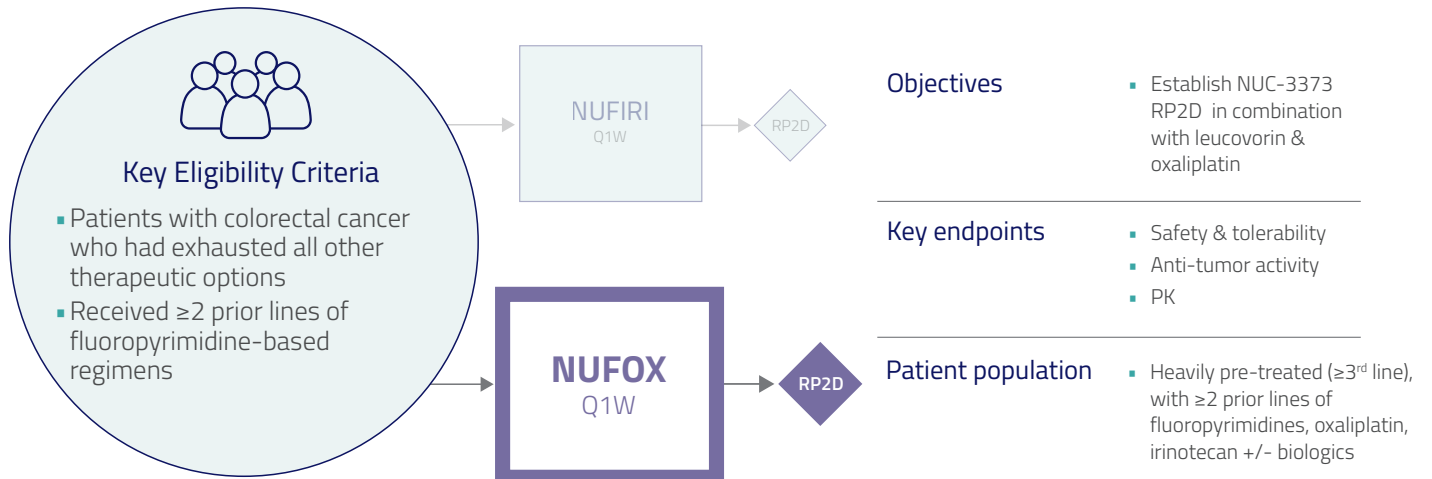 Key Eligibility Criteria
▪ Patients with colorectal cancer
who had exhausted all other
therapeutic options
▪ Received ≥2 prior lines of
fluoropyrimidine-based
regimens
NUFIRI
Q1W
RP2D
NUFOX
Q1W
RP2D
Objectives
▪ Establish NUC-3373
RP2D in combination
with leucovorin &
oxaliplatin
Key endpoints
▪ Safety & tolerability
▪ Anti-tumor activity
▪ PK
Patient population
▪ Heavily pre-treated (≥3rd line),
with ≥2 prior lines of
fluoropyrimidines, oxaliplatin,
irinotecan +/- biologics